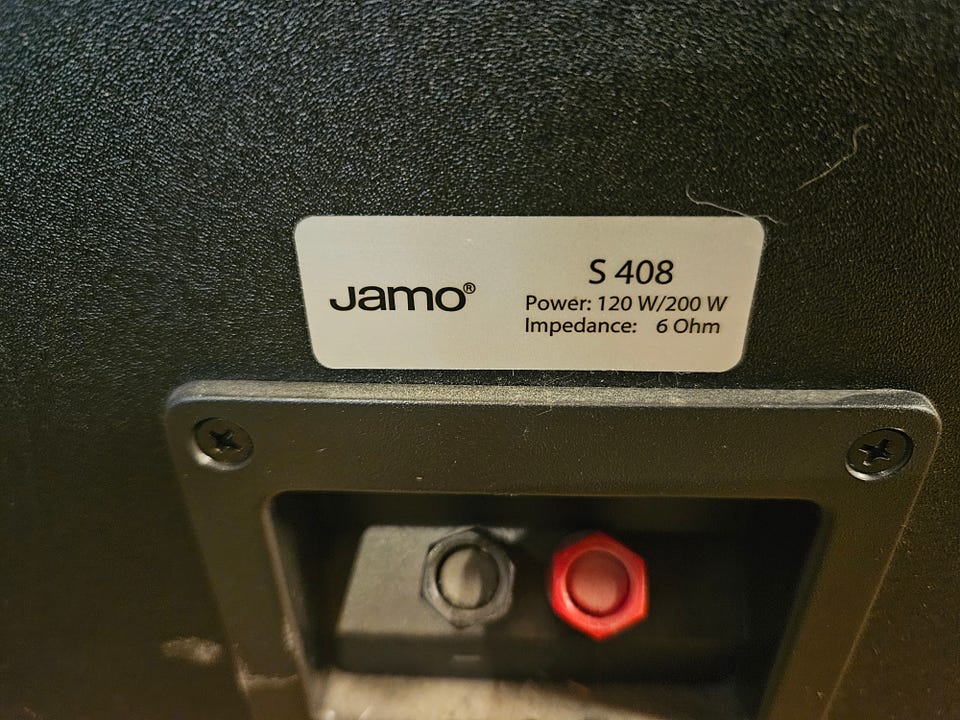 Jamo®
S 408
Power: 120 W/200 W
Impedance: 6 Ohm